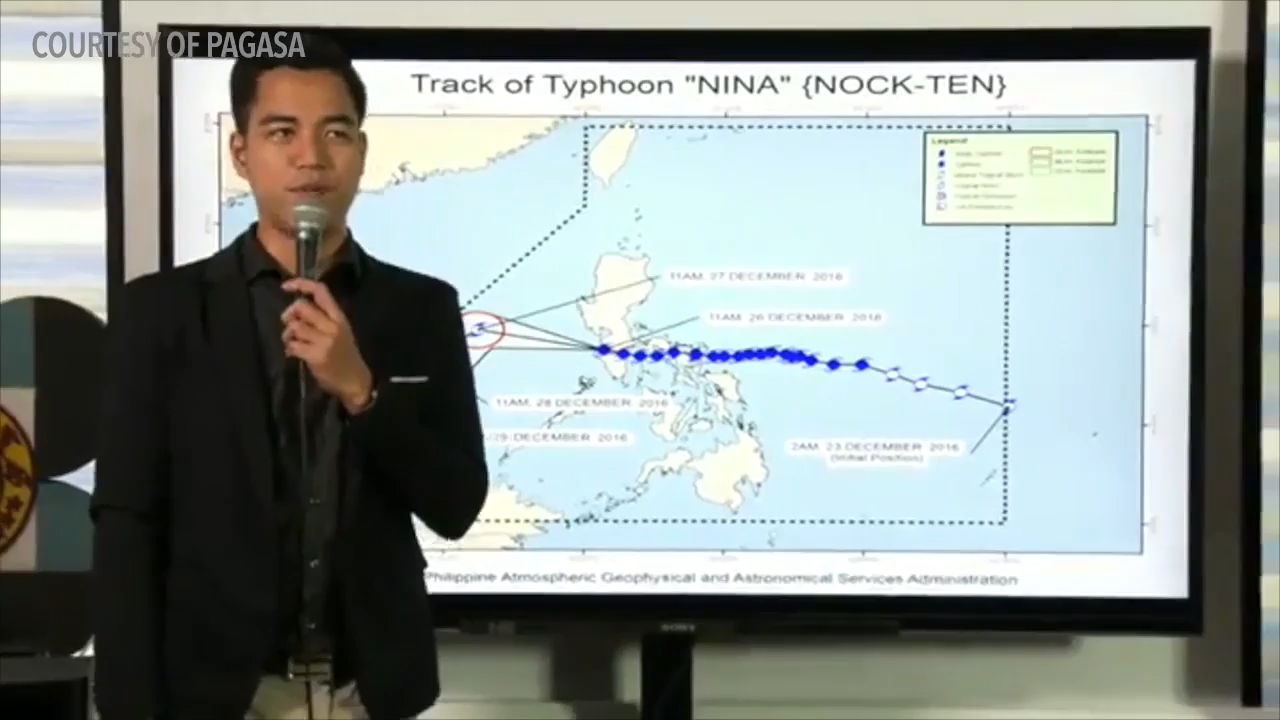 COURTESY OF PAGASA
Track of Typhoon "NINA" {NOCK-TEN}
Legend
11AM, 27 DECEMBER 2016
11AM, 26 DECEMBER 2016
11AM, 28 DECEMBER 2016
29 DECEMBER 2016
2AM, 23 DECEMBER 2016
(Initial Position)
Philippine Atmospheric Geophysical and Astronomical Services Administration
SONY